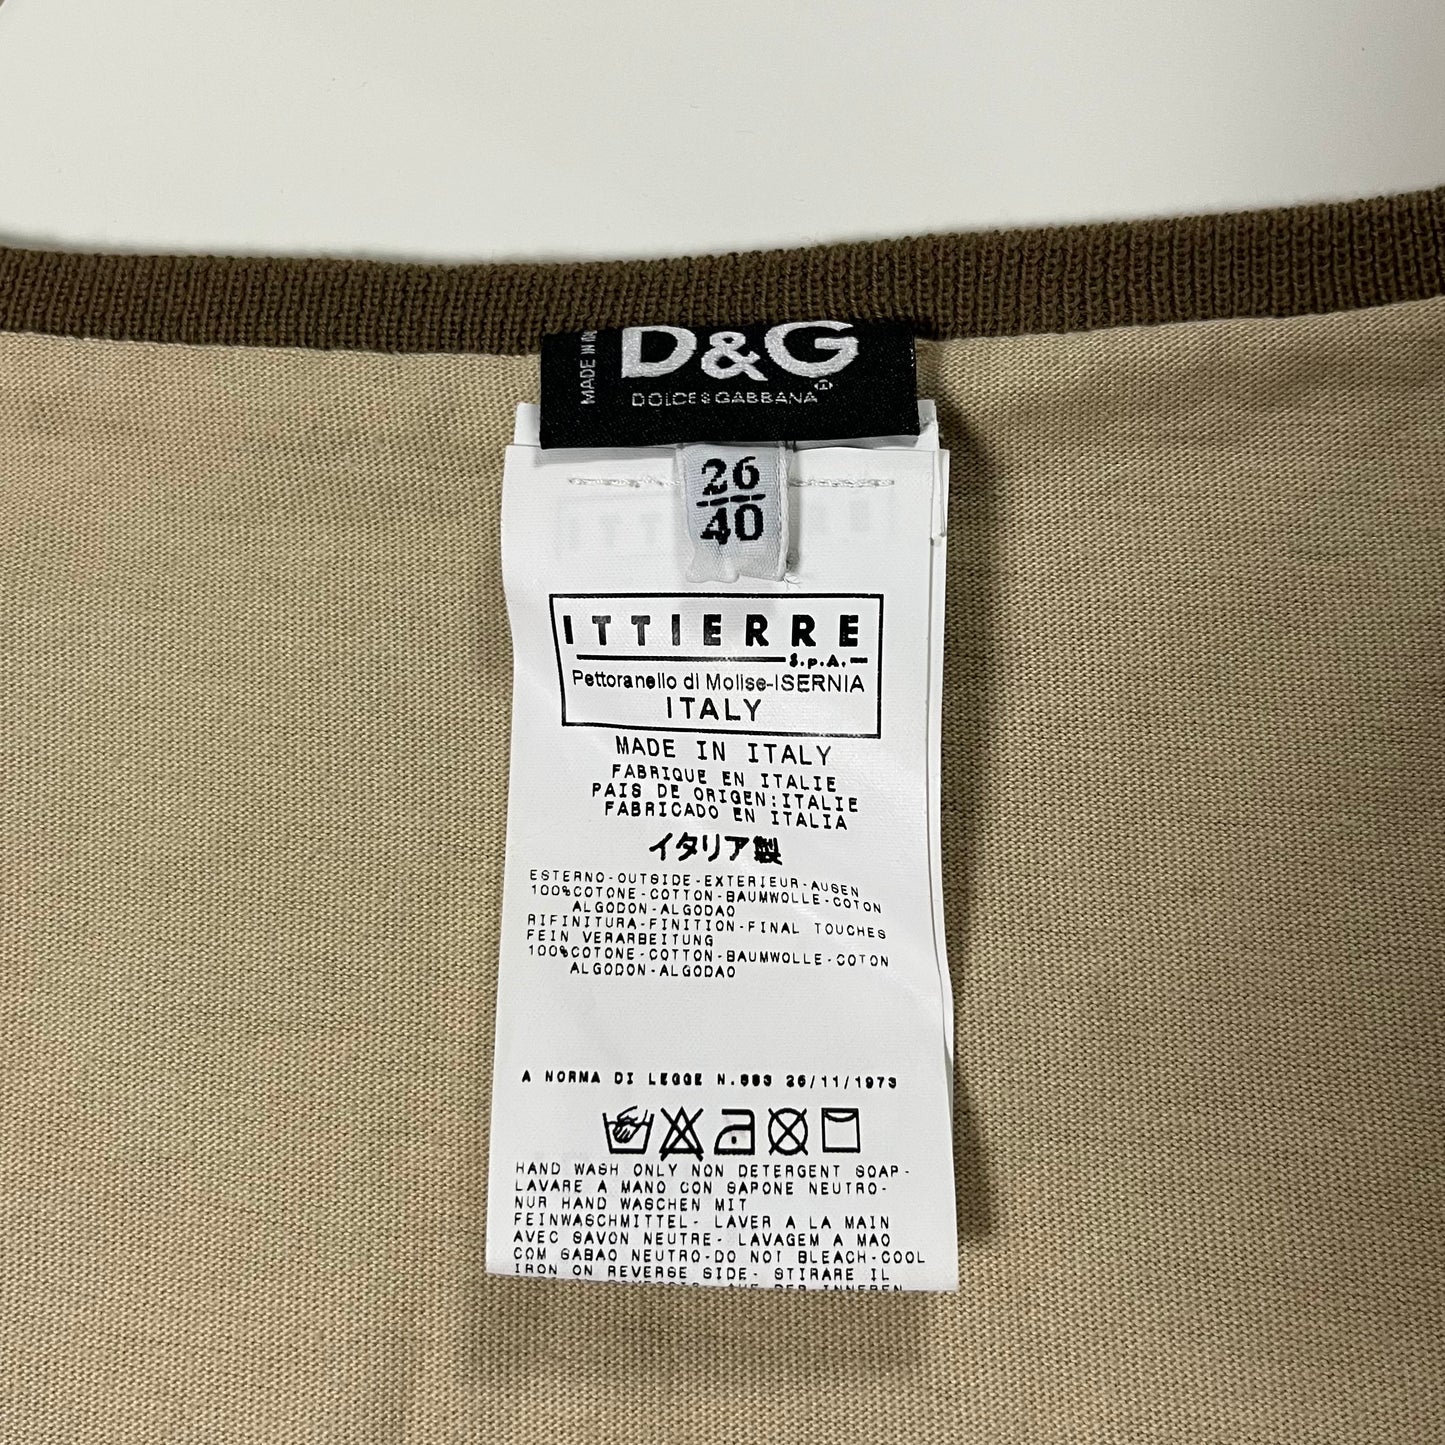 MADE IN
D&G
DOLCE & GABBANA
26
40
ITTIERRE
S.p.A.
Pettoranello di Molise-ISERNIA
ITALY
MADE IN ITALY
FABRIQUE EN ITALIE
PAIS DE ORIGEN:ITALIE
FABRICADO EN ITALIA
イタリア製
ESTERNO-OUTSIDE-EXTERIEUR-AUSEN
100%COTONE-COTTON-BAUMWOLLE-COTON
ALGODON-ALGODAO
RIFINITURA-FINITION-FINAL TOUCHES
FEIN VERARBEITUNG
100%COTONE-COTTON-BAUMWOLLE-COTON
ALGODON-ALGODAO
A NORMA DI LEGGE N.883 26/11/1973
HAND WASH ONLY NON DETERGENT SOAP-
LAVARE A MANO CON SAPONE NEUTRO-
NUR HAND WASCHEN MIT
FEINWASCHMITTEL- LAVER A LA MAIN
AVEC SAVON NEUTRE- LAVAGEM A MAO
COM SABAO NEUTRO-DO NOT BLEACH-COOL
IRON ON REVERSE SIDE- STIRARE IL